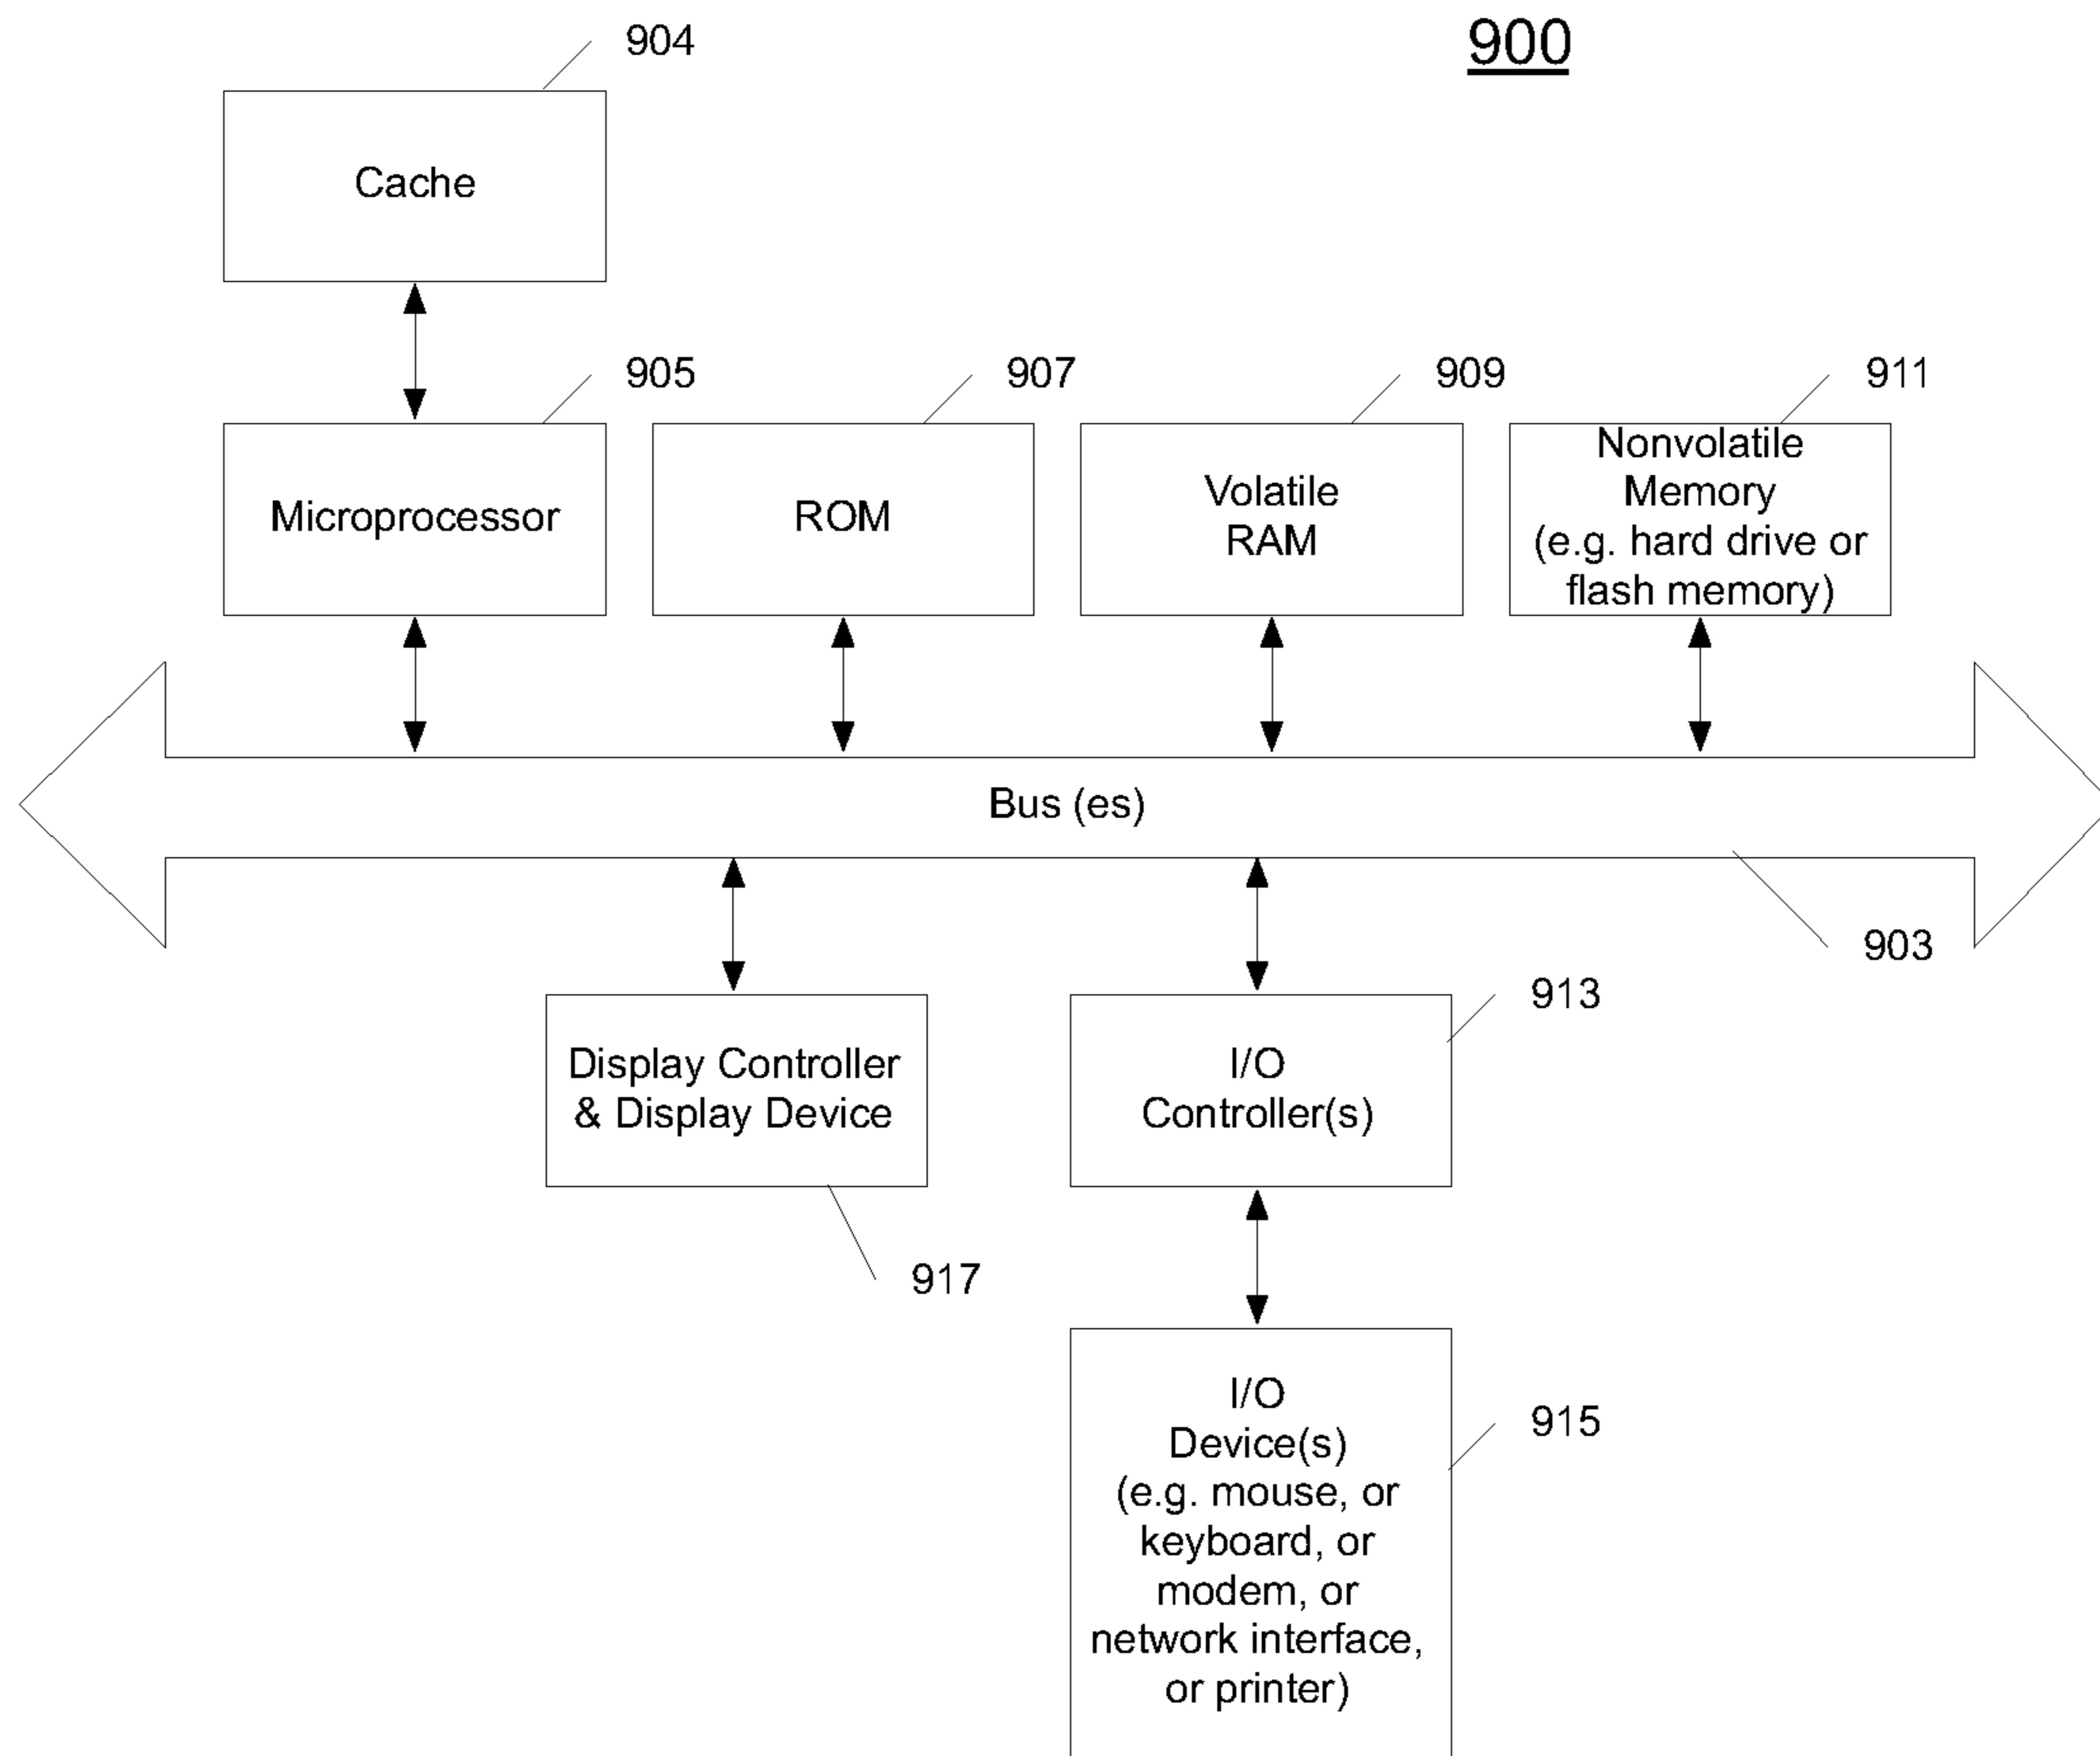 900
904
Cache
905
907
909
911
Microprocessor
ROM
Volatile
RAM
Nonvolatile
Memory
(e.g. hard drive or
flash memory)
Bus (es)
903
Display Controller
& Display Device
917
I/O
Controller(s)
913
I/O
Device(s)
(e.g. mouse, or
keyboard, or
modem, or
network interface,
or printer)
915